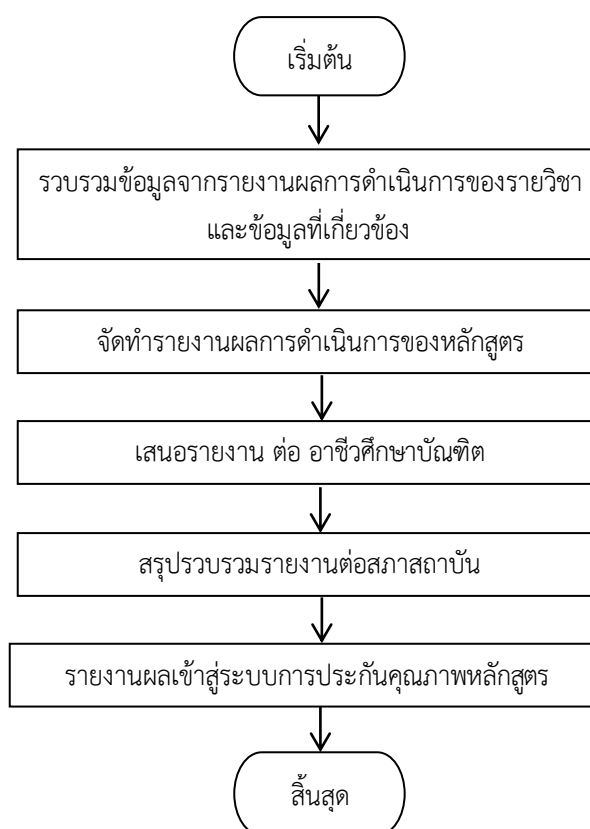 เริ่มต้น
รวบรวมข้อมูลจากรายงานผลการดำเนินการของรายวิชา
และข้อมูลที่เกี่ยวข้อง
จัดทำรายงานผลการดำเนินการของหลักสูตร
เสนอรายงาน ต่อ อาชีวศึกษาบัณฑิต
สรุปรวบรวมรายงานต่อสภาสถาบัน
รายงานผลเข้าสู่ระบบการประกันคุณภาพหลักสูตร
สิ้นสุด